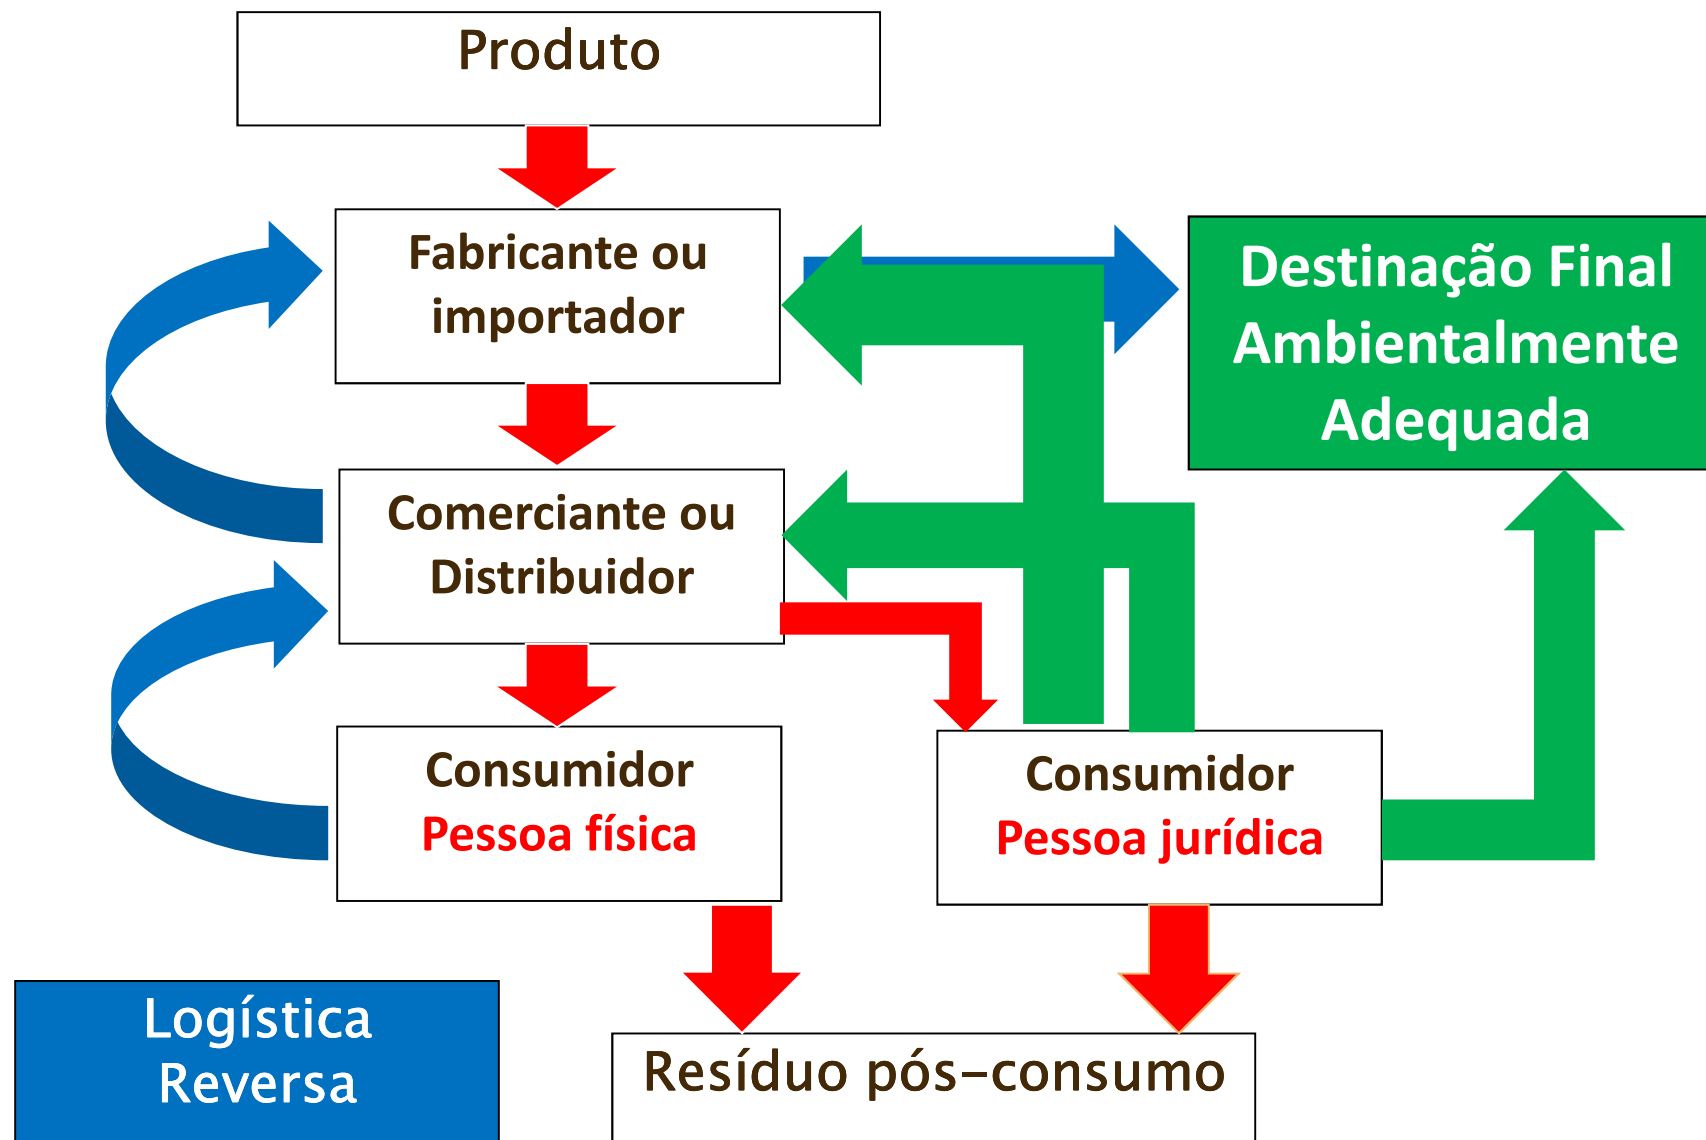 Produto
Fabricante ou
importador
Destinação Final
Ambientalmente
Adequada
Comerciante ou
Distribuidor
Consumidor
Pessoa física
Consumidor
Pessoa jurídica
Logística
Reversa
Resíduo pós-consumo